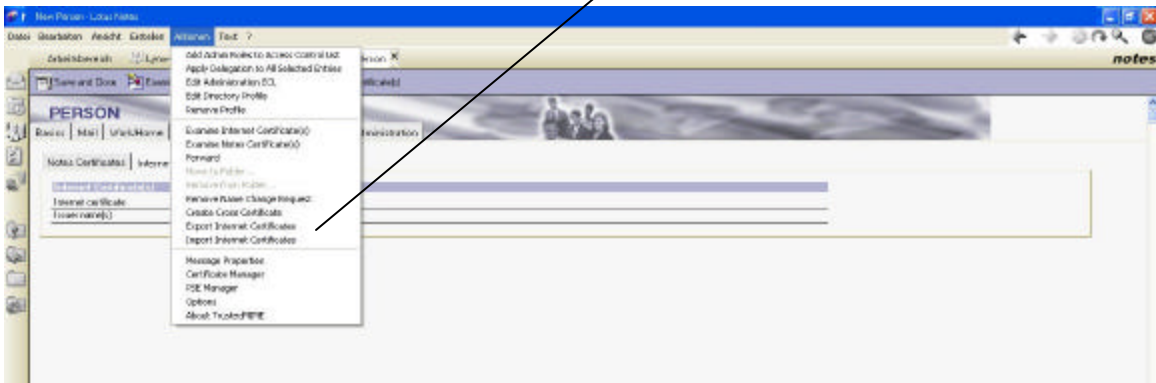 New Person - Lotus Notes
Datei Bearbeiten Ansicht Erstellen Aktionen Text ?
Arbeitsbereich
notes
Save and Close
PERSON
Basics Mail Work/Home
Administration
Notes Certificates Interne
Internet Certificate(s)
Internet certificate
Issuer name(s)
Add Admin Roles to Access Control List
Apply Delegation to All Selected Entries
Edit Administration ECL
Edit Directory Profile
Remove Profile
Examine Internet Certificate(s)
Examine Notes Certificate(s)
Forward
Move to Folder ...
Remove from Folder ...
Remove Name Change Request
Create Cross Certificate
Export Internet Certificates
Import Internet Certificates
Message Properties
Certificate Manager
PSE Manager
Options
About TrustedMIME